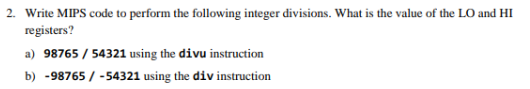 2. Write MIPS code to perform the following integer divisions. What is the value of the LO and HI
registers?
a) 98765 / 54321 using the divu instruction
b) -98765 / -54321 using the div instruction